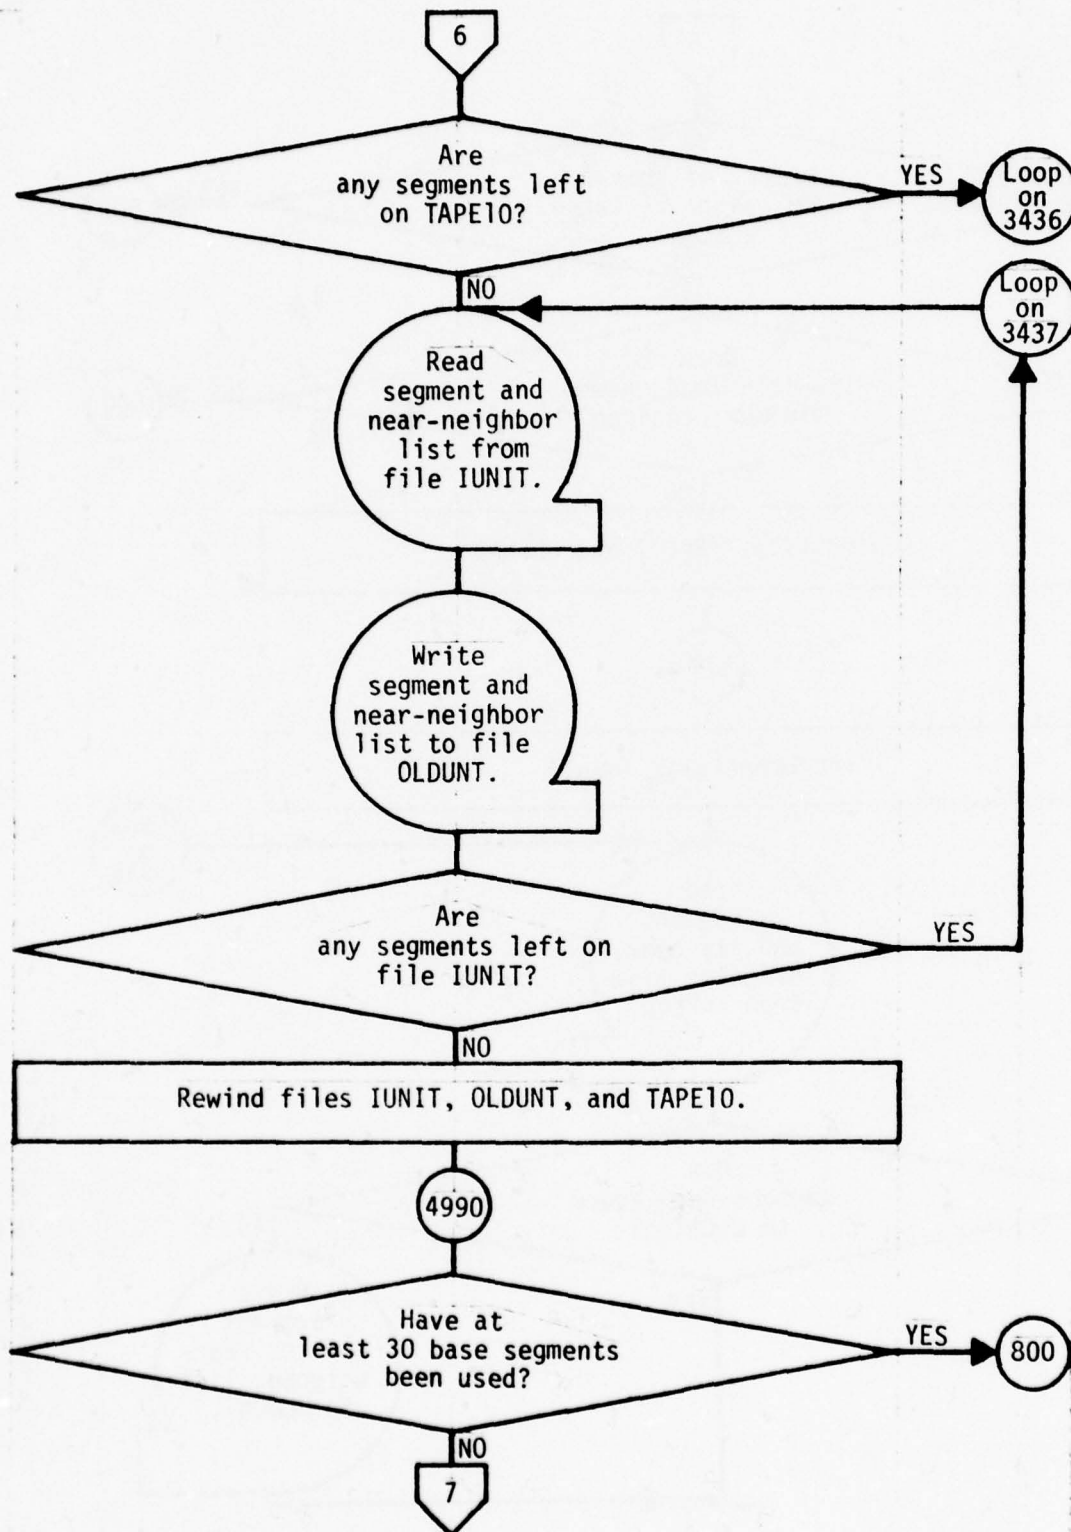 6
Are
any segments left
on TAPE10?
YES
Loop
on
3436
NO
Loop
on
3437
Read
segment and
near-neighbor
list from
file IUNIT.
Write
segment and
near-neighbor
list to file
OLDUNT.
Are
any segments left on
file IUNIT?
YES
NO
Rewind files IUNIT, OLDUNT, and TAPE10.
4990
Have at
least 30 base segments
been used?
YES
800
NO
7